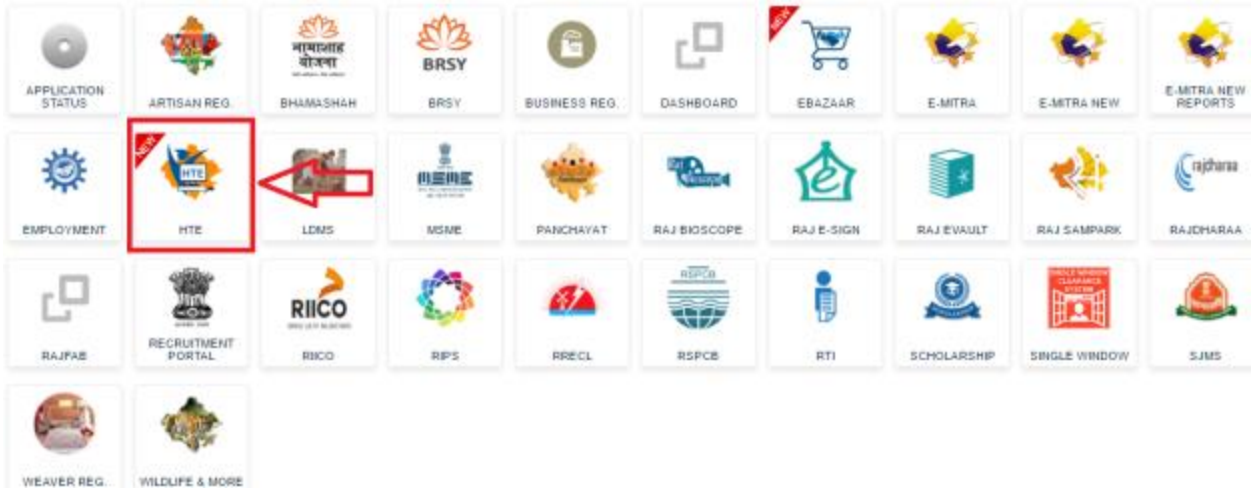 NEW
भामाशाह
योजना
BRSY
APPLICATION
STATUS
ARTISAN REG.
BHAMASHAH
BRSY
BUSINESS REG.
DASHBOARD
EBAZAAR
E-MITRA
E-MITRA NEW
E-MITRA NEW
REPORTS
NEW
HTE
MSME
rajdharaa
EMPLOYMENT
HTE
LDMS
MSME
PANCHAYAT
RAJ BIOSCOPE
RAJ E-SIGN
RAJ EVAULT
RAJ SAMPARK
RAJDHARAA
RIICO
RSPCB
SINGLE WINDOW
CLEARANCE
SYSTEM
RAJFAB
RECRUITMENT
PORTAL
RIICO
RIPS
RRECL
RSPCB
RTI
SCHOLARSHIP
SINGLE WINDOW
SJMS
WEAVER REG.
WILDLIFE & MORE